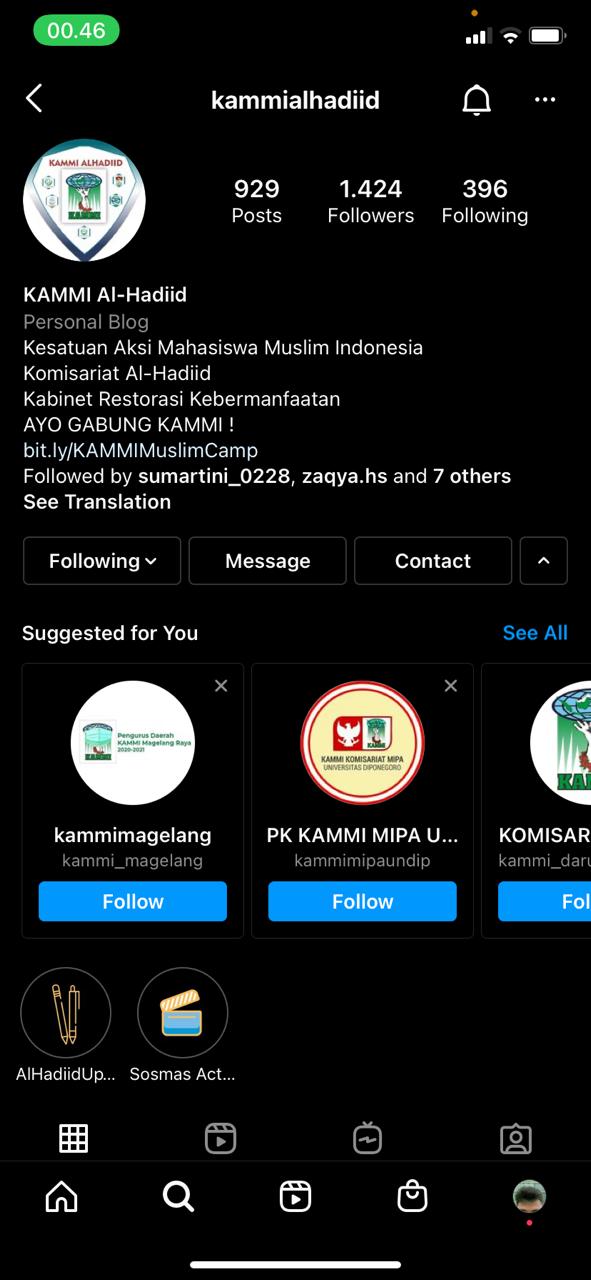 00.46
kammialhadiid
KAMMI ALHADIID
KAMMI
929 1.424 396
Posts Followers Following
KAMMI Al-Hadiid
Personal Blog
Kesatuan Aksi Mahasiswa Muslim Indonesia
Komisariat Al-Hadiid
Kabinet Restorasi Kebermanfaatan
AYO GABUNG KAMMI !
bit.ly/KAMMIMuslimCamp
Followed by sumartini_0228, zaqya.hs and 7 others
See Translation
Following Message Contact
Suggested for You See All
Pengurus Daerah
KAMMI Magelang Raya
2020-2021
KAMMI
KAMMI KOMISARIAT MIPA
UNIVERSITAS DIPONEGORO
kammimagelang PK KAMMI MIPA U... KOMISAR
kammi_magelang kammimipaundip kammi_daru
Follow Follow Fol
AlHadiidUp... Sosmas Act...